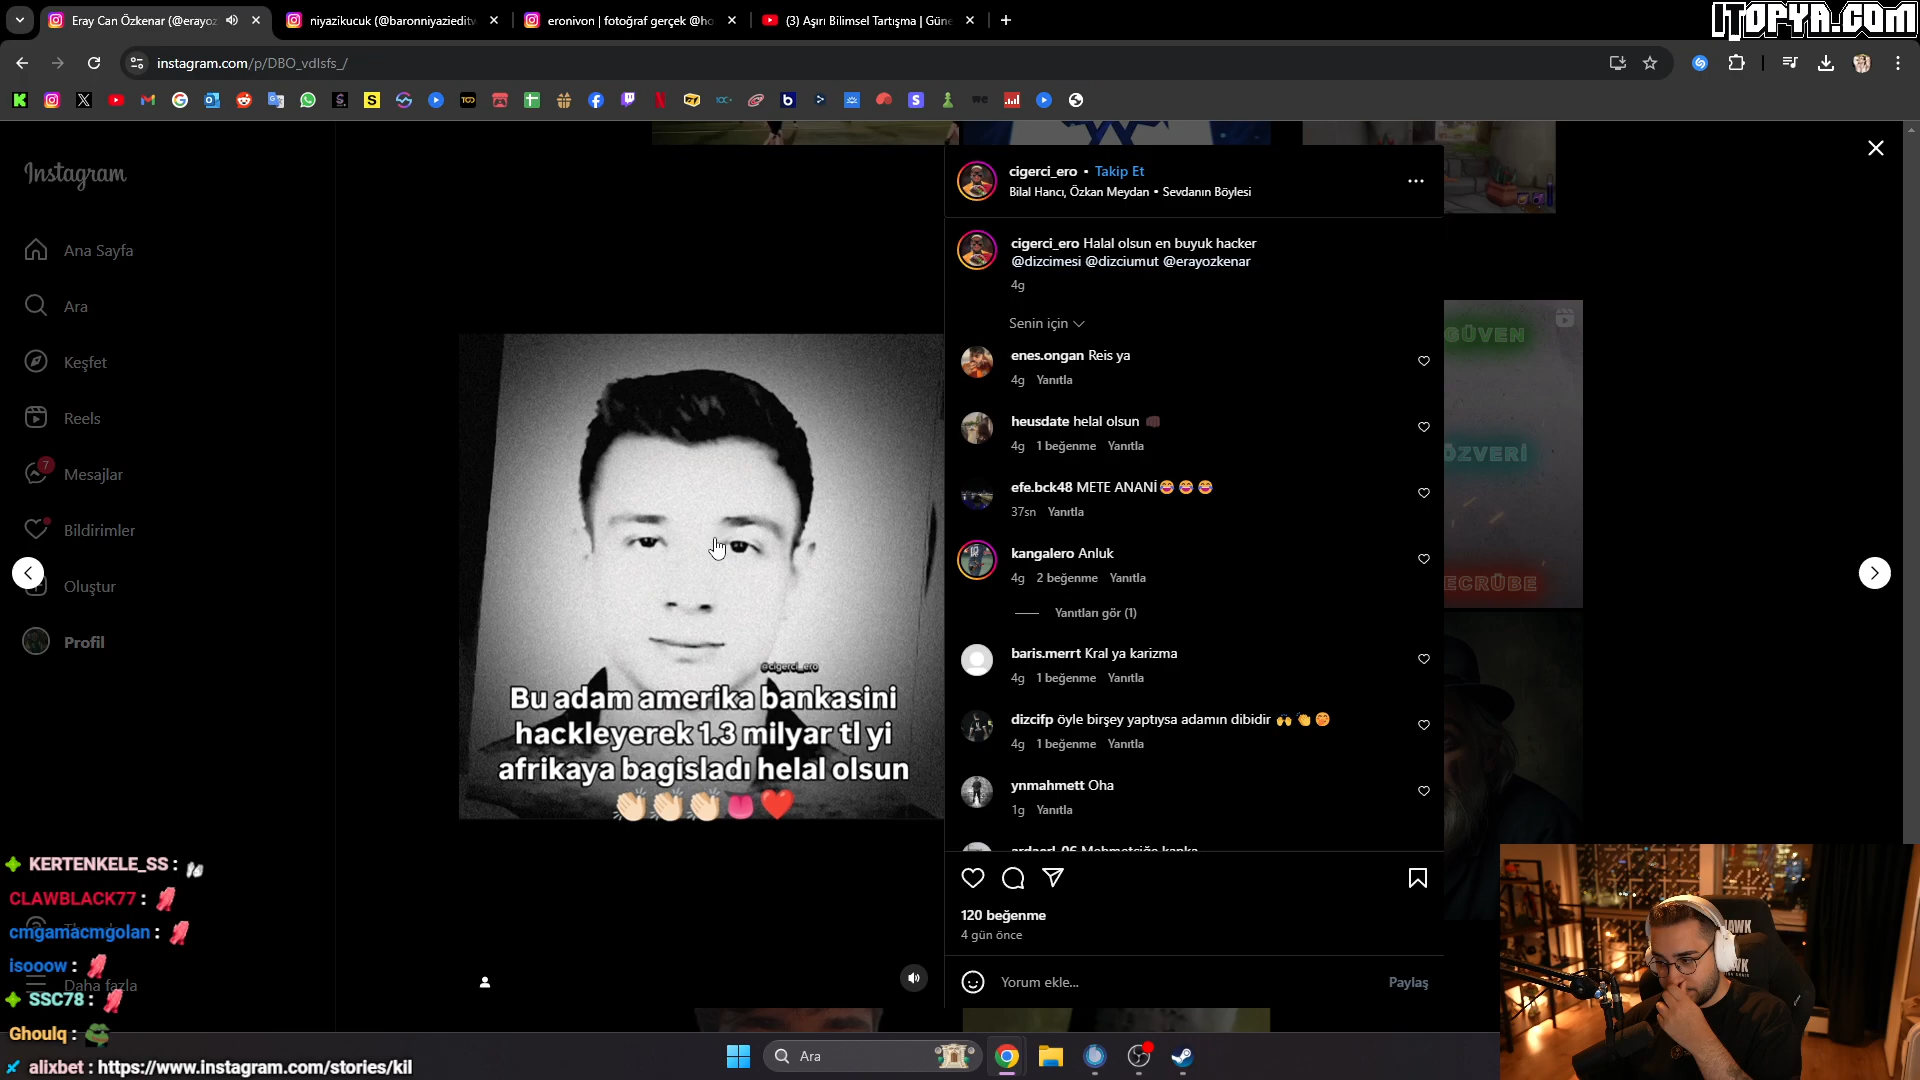 Eray Can Özkenar (@erayoz
niyazikucuk (@baronniyazieditw
eronivon | fotoğraf gerçek @ho
(3) Aşırı Bilimsel Tartışma | Güne
İTOPYA.COM
instagram.com/p/DBO_vdlsfs_/
Instagram
Ana Sayfa
Ara
Keşfet
Reels
7
Mesajlar
Bildirimler
Oluştur
Profil
Daha fazla
@cigerci_ero
Bu adam amerika bankasini
hackleyerek 1.3 milyar tl yi
afrikaya bagisladı helal olsun
👏🏻👏🏻👏🏻👅❤️
cigerci_ero • Takip Et
Bilal Hancı, Özkan Meydan • Sevdanın Böylesi
cigerci_ero Halal olsun en buyuk hacker
@dizcimesi @dizciumut @erayozkenar
4g
Senin için
enes.ongan Reis ya
4g Yanıtla
heusdate helal olsun 👊🏿
4g 1 beğenme Yanıtla
efe.bck48 METE ANANİ😂😂😂
37sn Yanıtla
kangalero Anluk
4g 2 beğenme Yanıtla
Yanıtları gör (1)
baris.merrt Kral ya karizma
4g 1 beğenme Yanıtla
dizcifp öyle birşey yaptıysa adamın dibidir 🙌👏🤭
4g 1 beğenme Yanıtla
ynmahmett Oha
1g Yanıtla
120 beğenme
4 gün önce
Yorum ekle...
Paylaş
GÜVEN
ÖZVERİ
ECRÜBE
KERTENKELE_SS :
CLAWBLACK77 :
cmgamacmgolan :
isooow :
SSC78 :
Ghoulq :
alixbet : https://www.instagram.com/stories/kil
Ara